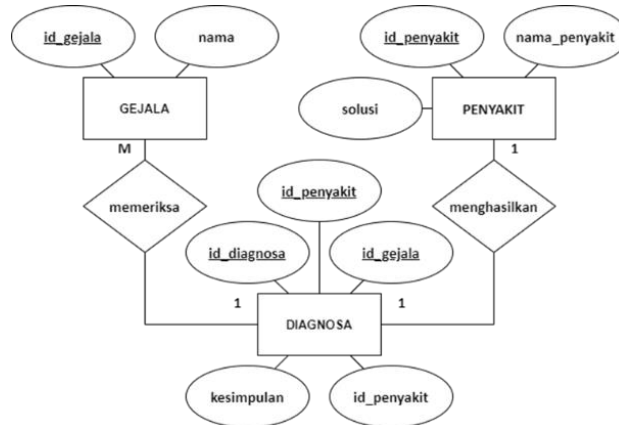 id_gejala
nama
id_penyakit
nama_penyakit
GEJALA
solusi
PENYAKIT
M
1
memeriksa
id_penyakit
menghasilkan
id_diagnosa
id_gejala
1
1
DIAGNOSA
kesimpulan
id_penyakit